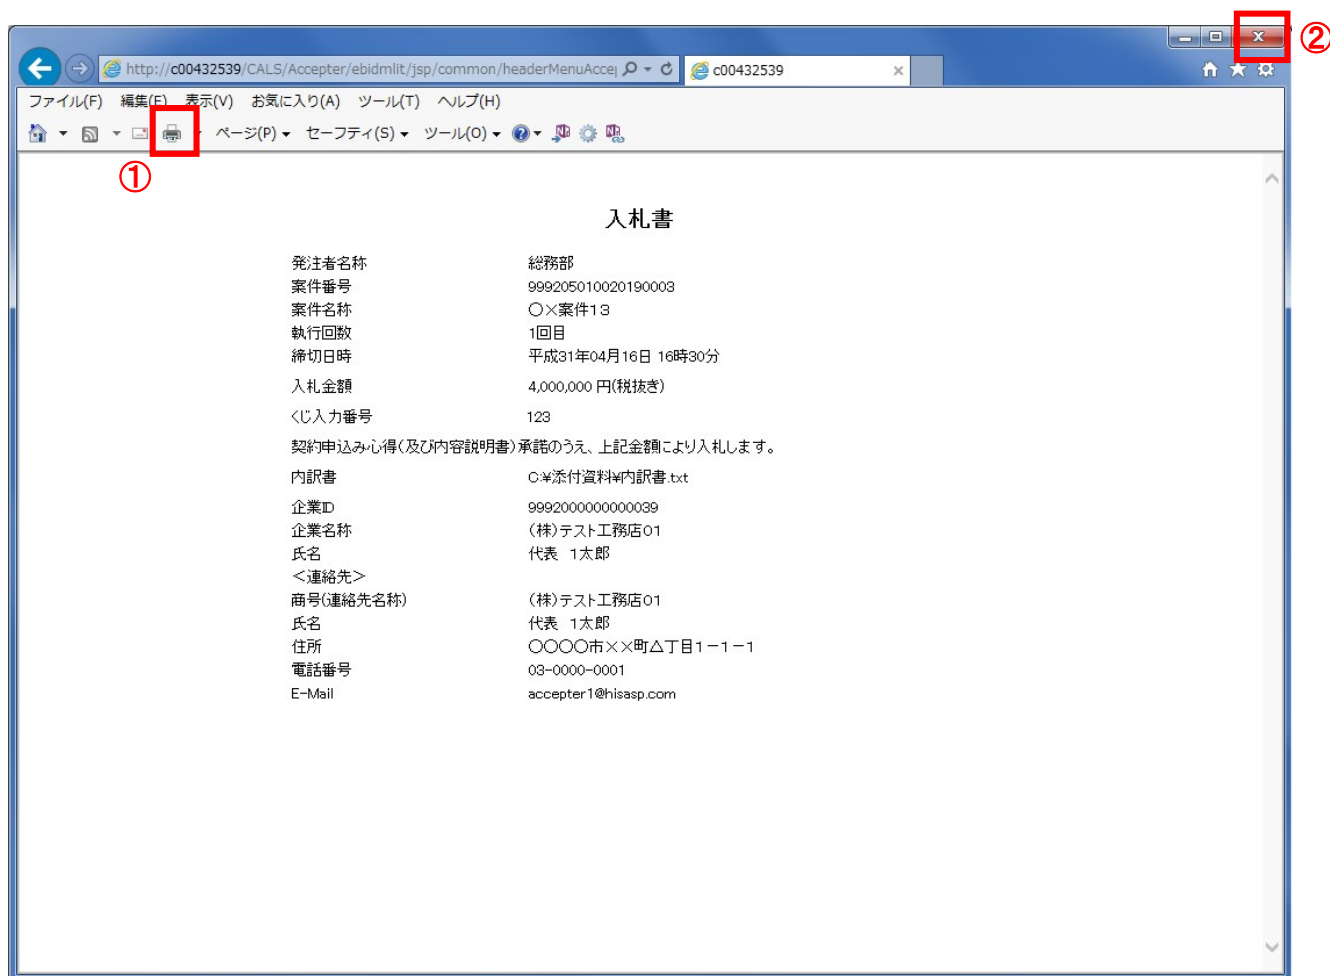 ②
http://c00432539/CALS/Accepter/ebidmlit/jsp/common/headerMenuAccep c00432539
ファイル(F) 編集(E) 表示(V) お気に入り(A) ツール(T) ヘルプ(H)
ページ(P) セーフティ(S) ツール(O)
①
入札書
発注者名称 総務部
案件番号 999205010020190003
案件名称 〇×案件13
執行回数 1回目
締切日時 平成31年04月16日 16時30分
入札金額 4,000,000 円(税抜き)
くじ入力番号 123
契約申込み心得(及び内容説明書)承諾のうえ、上記金額により入札します。
内訳書 C:¥添付資料¥内訳書.txt
企業ID 9992000000000039
企業名称 (株)テスト工務店01
氏名 代表 1太郎
<連絡先>
商号(連絡先名称) (株)テスト工務店01
氏名 代表 1太郎
住所 〇〇〇〇市××町△丁目1-1-1
電話番号 03-0000-0001
E-Mail accepter1@hisasp.com